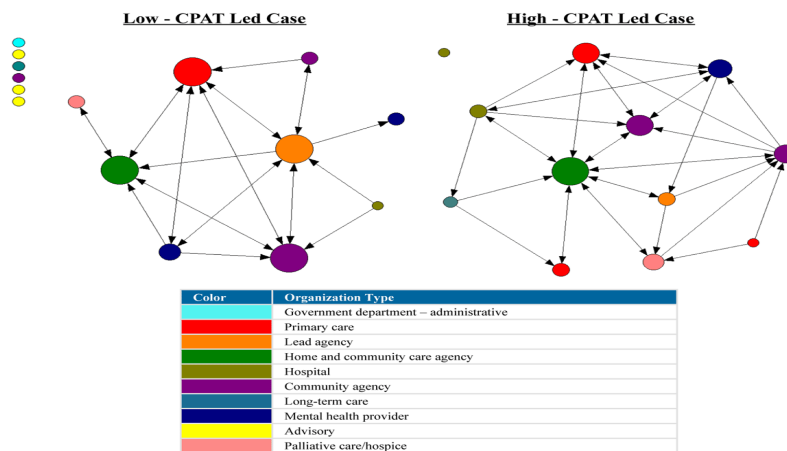 Low - CPAT Led Case
High - CPAT Led Case
Color Organization Type
Government department – administrative
Primary care
Lead agency
Home and community care agency
Hospital
Community agency
Long-term care
Mental health provider
Advisory
Palliative care/hospice